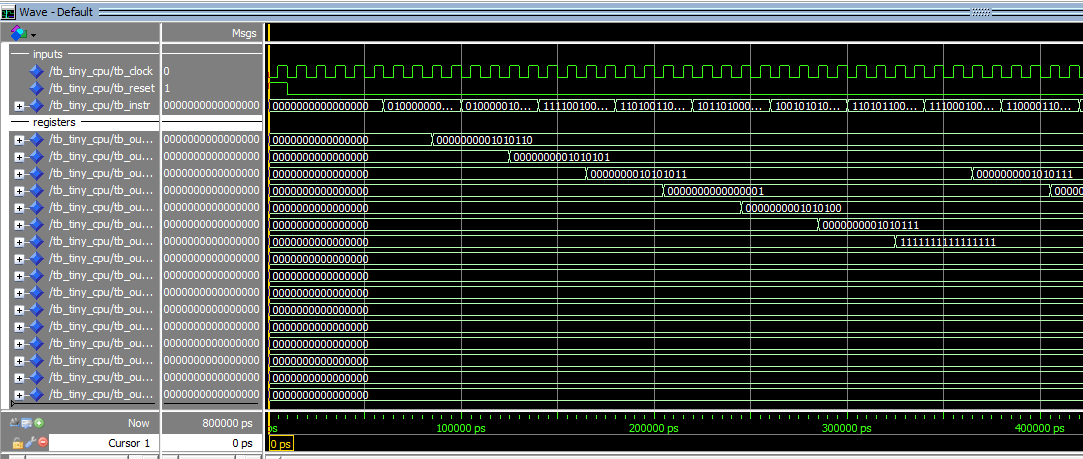 Wave - Default
Msgs
inputs
/tb_tiny_cpu/tb_clock 0
/tb_tiny_cpu/tb_reset 1
/tb_tiny_cpu/tb_instr 0000000000000000 0000000000000000 010000000... 010000010... 111100100... 110100110... 101101000... 100101010... 110101100... 111000100... 110000110...
registers
/tb_tiny_cpu/tb_ou... 0000000000000000 0000000000000000 0000000001010110
/tb_tiny_cpu/tb_ou... 0000000000000000 0000000000000000 0000000001010101
/tb_tiny_cpu/tb_ou... 0000000000000000 0000000000000000 0000000010101011 0000000001010111
/tb_tiny_cpu/tb_ou... 0000000000000000 0000000000000000 0000000000000001 00000
/tb_tiny_cpu/tb_ou... 0000000000000000 0000000000000000 0000000001010100
/tb_tiny_cpu/tb_ou... 0000000000000000 0000000000000000 0000000001010111
/tb_tiny_cpu/tb_ou... 0000000000000000 0000000000000000 1111111111111111
/tb_tiny_cpu/tb_ou... 0000000000000000 0000000000000000
/tb_tiny_cpu/tb_ou... 0000000000000000 0000000000000000
/tb_tiny_cpu/tb_ou... 0000000000000000 0000000000000000
/tb_tiny_cpu/tb_ou... 0000000000000000 0000000000000000
/tb_tiny_cpu/tb_ou... 0000000000000000 0000000000000000
/tb_tiny_cpu/tb_ou... 0000000000000000 0000000000000000
/tb_tiny_cpu/tb_ou... 0000000000000000 0000000000000000
/tb_tiny_cpu/tb_ou... 0000000000000000 0000000000000000
Now 800000 ps ps 100000 ps 200000 ps 300000 ps 400000 ps
Cursor 1 0 ps 0 ps